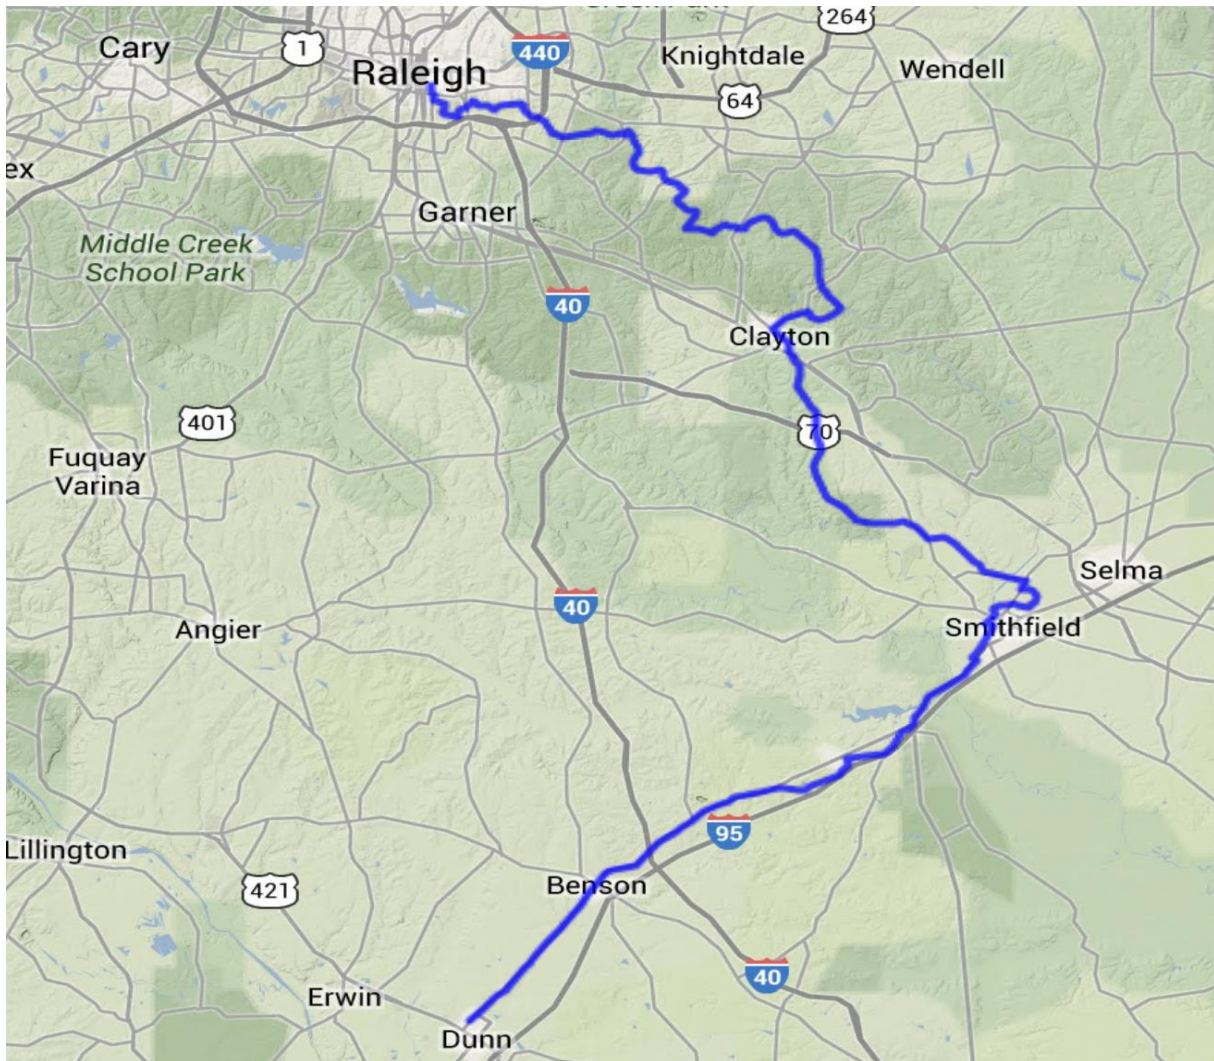 264
Cary
1
440
Knightdale
Raleigh
Wendell
64
ex
Garner
Middle Creek
School Park
40
Clayton
401
70
Fuquay
Varina
Selma
40
Angier
Smithfield
95
Lillington
Benson
421
40
Erwin
Dunn